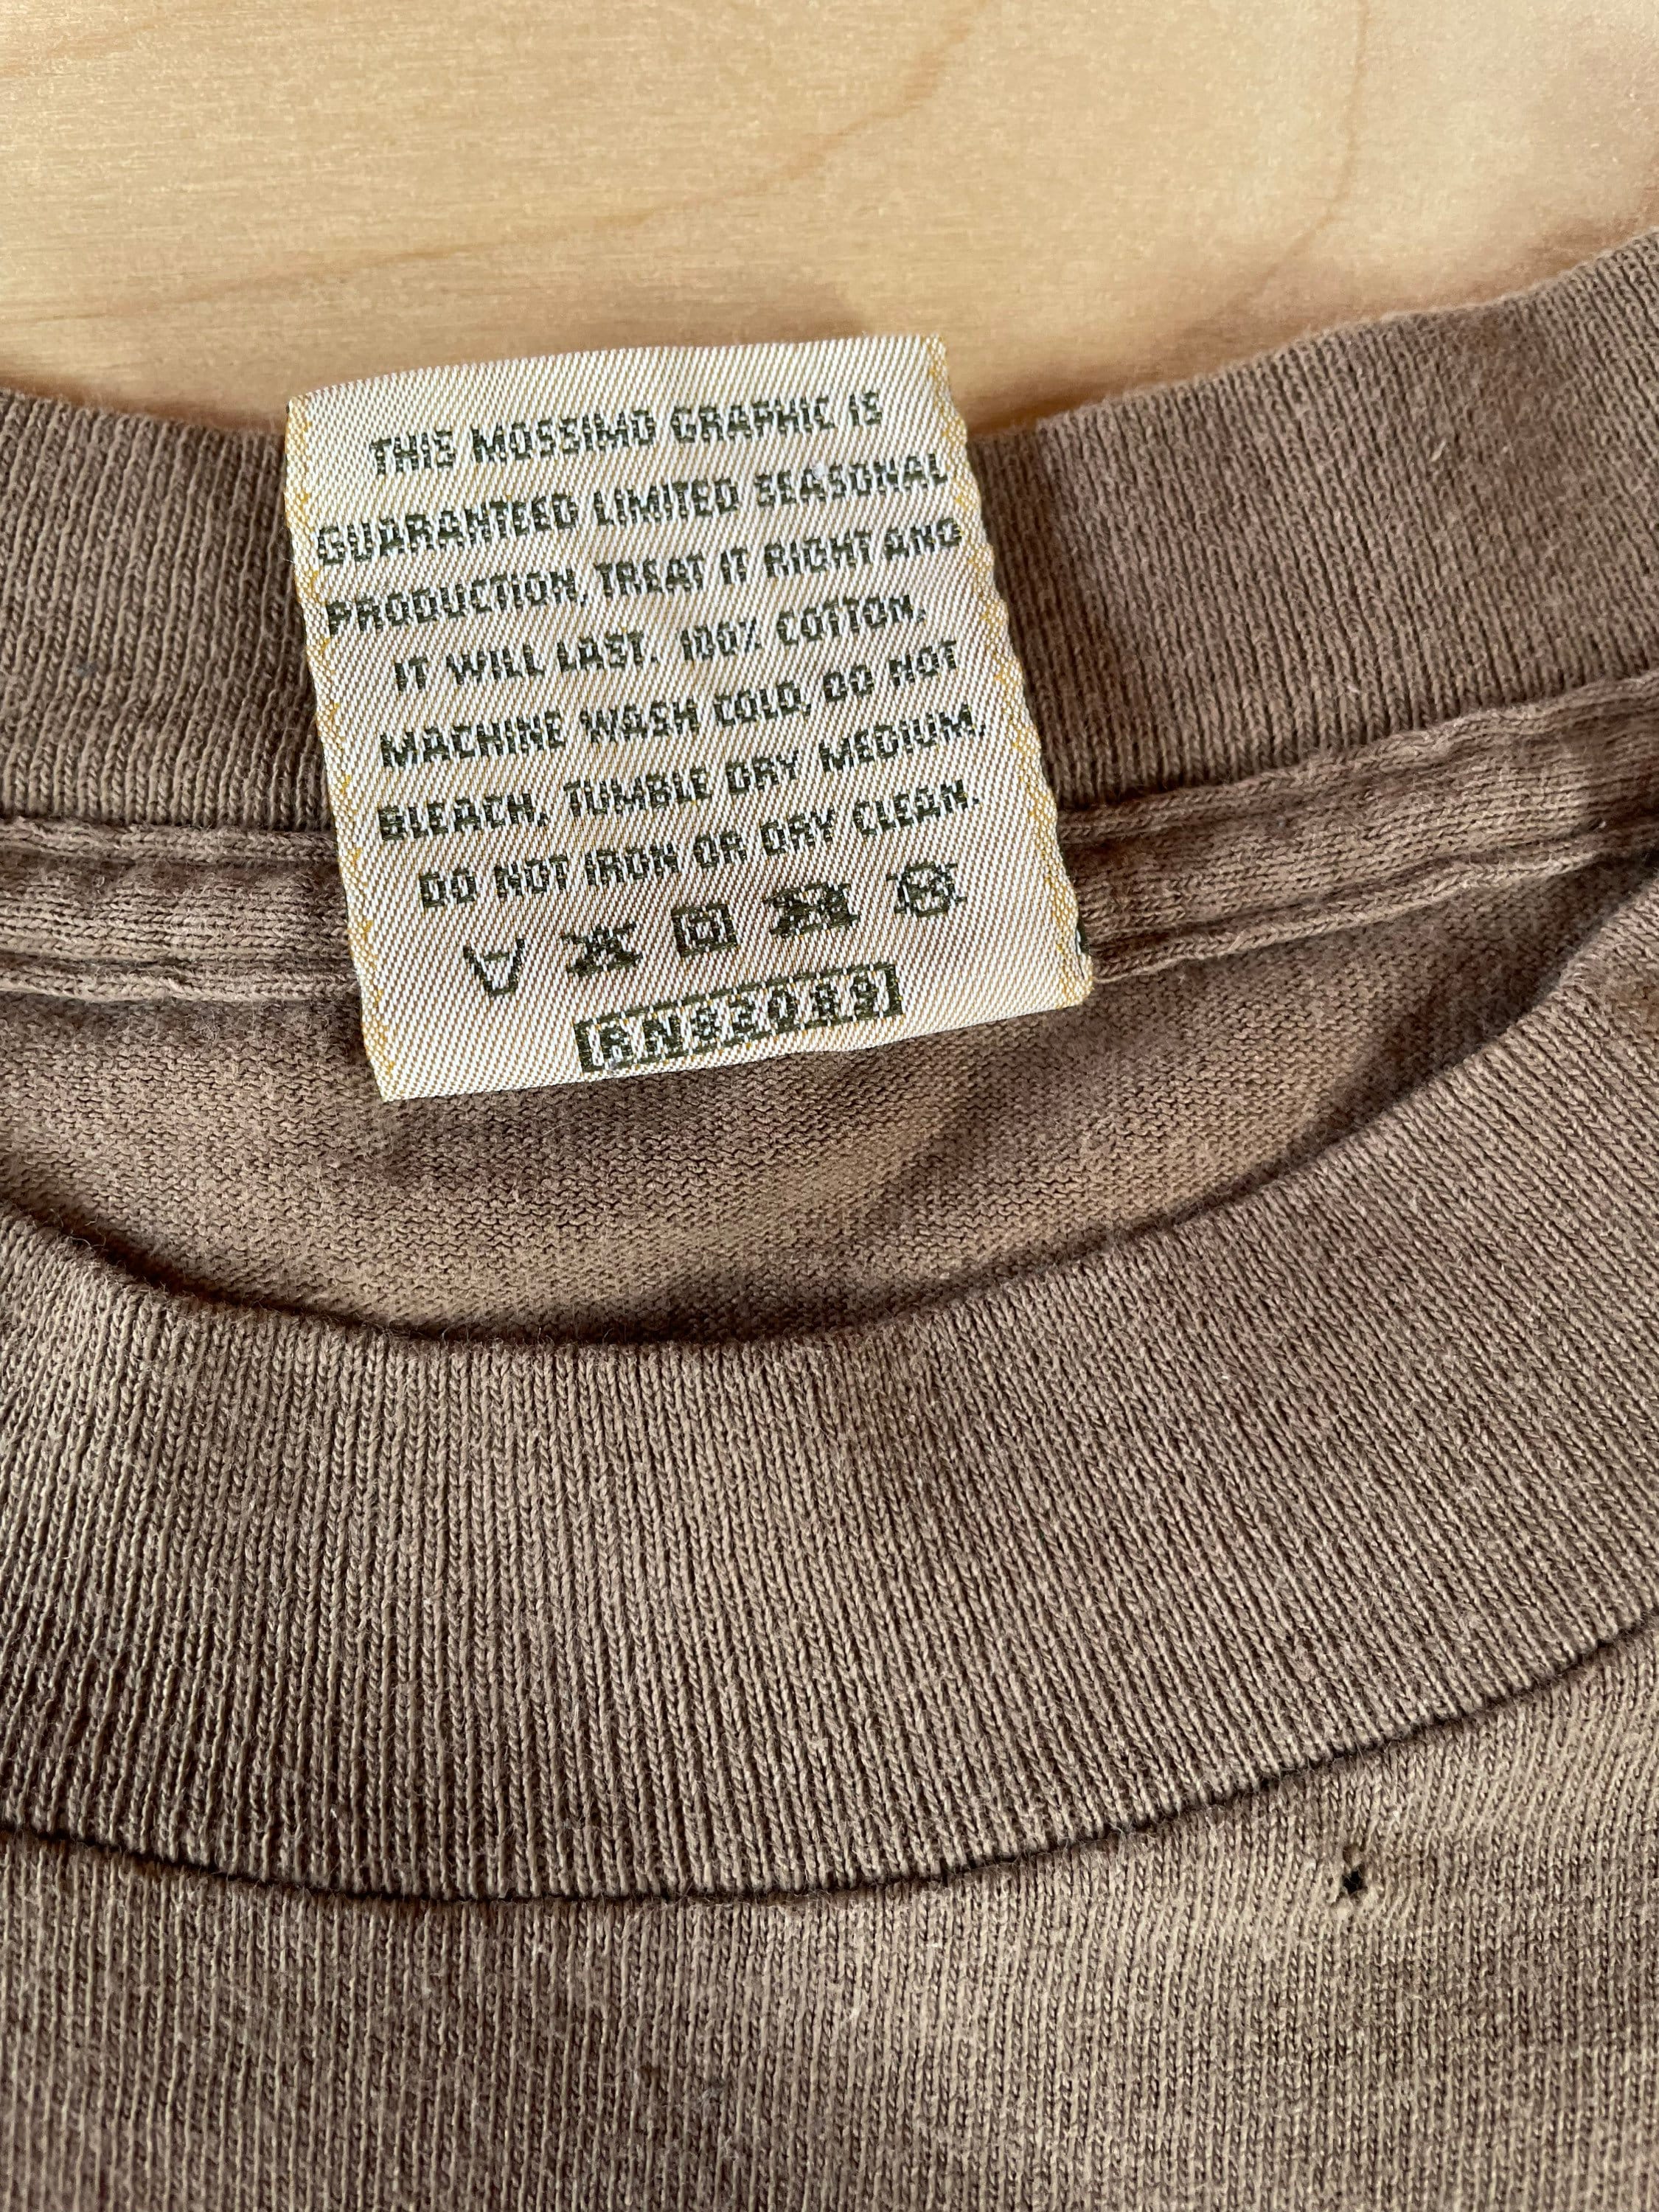 THIS MOSSIMO GRAPHIC IS
GUARANTEED LIMITED SEASONAL
PRODUCTION, TREAT IT RIGHT AND
IT WILL LAST. 100% COTTON.
MACHINE WASH COLD, DO NOT
BLEACH, TUMBLE DRY MEDIUM.
DO NOT IRON OR DRY CLEAN.